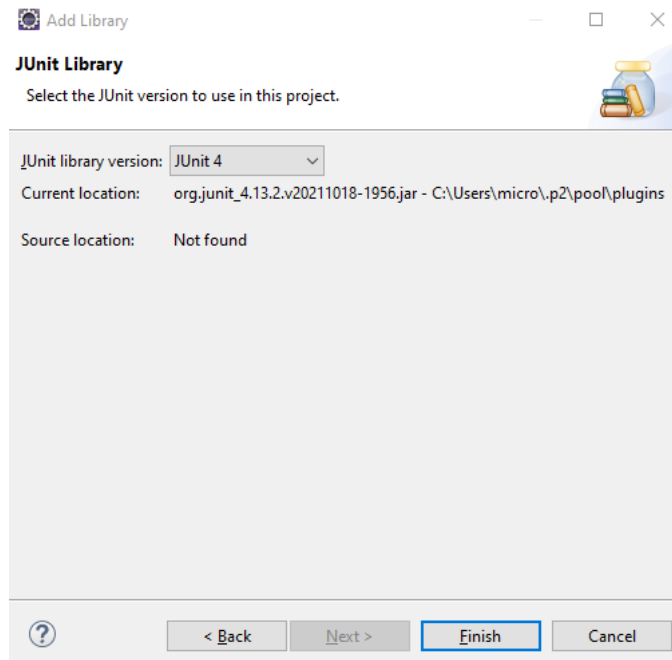 Add Library
JUnit Library
Select the JUnit version to use in this project.
JUnit library version: JUnit 4
Current location: org.junit_4.13.2.v20211018-1956.jar - C:\Users\micro\.p2\pool\plugins
Source location: Not found
? < Back Next > Finish Cancel